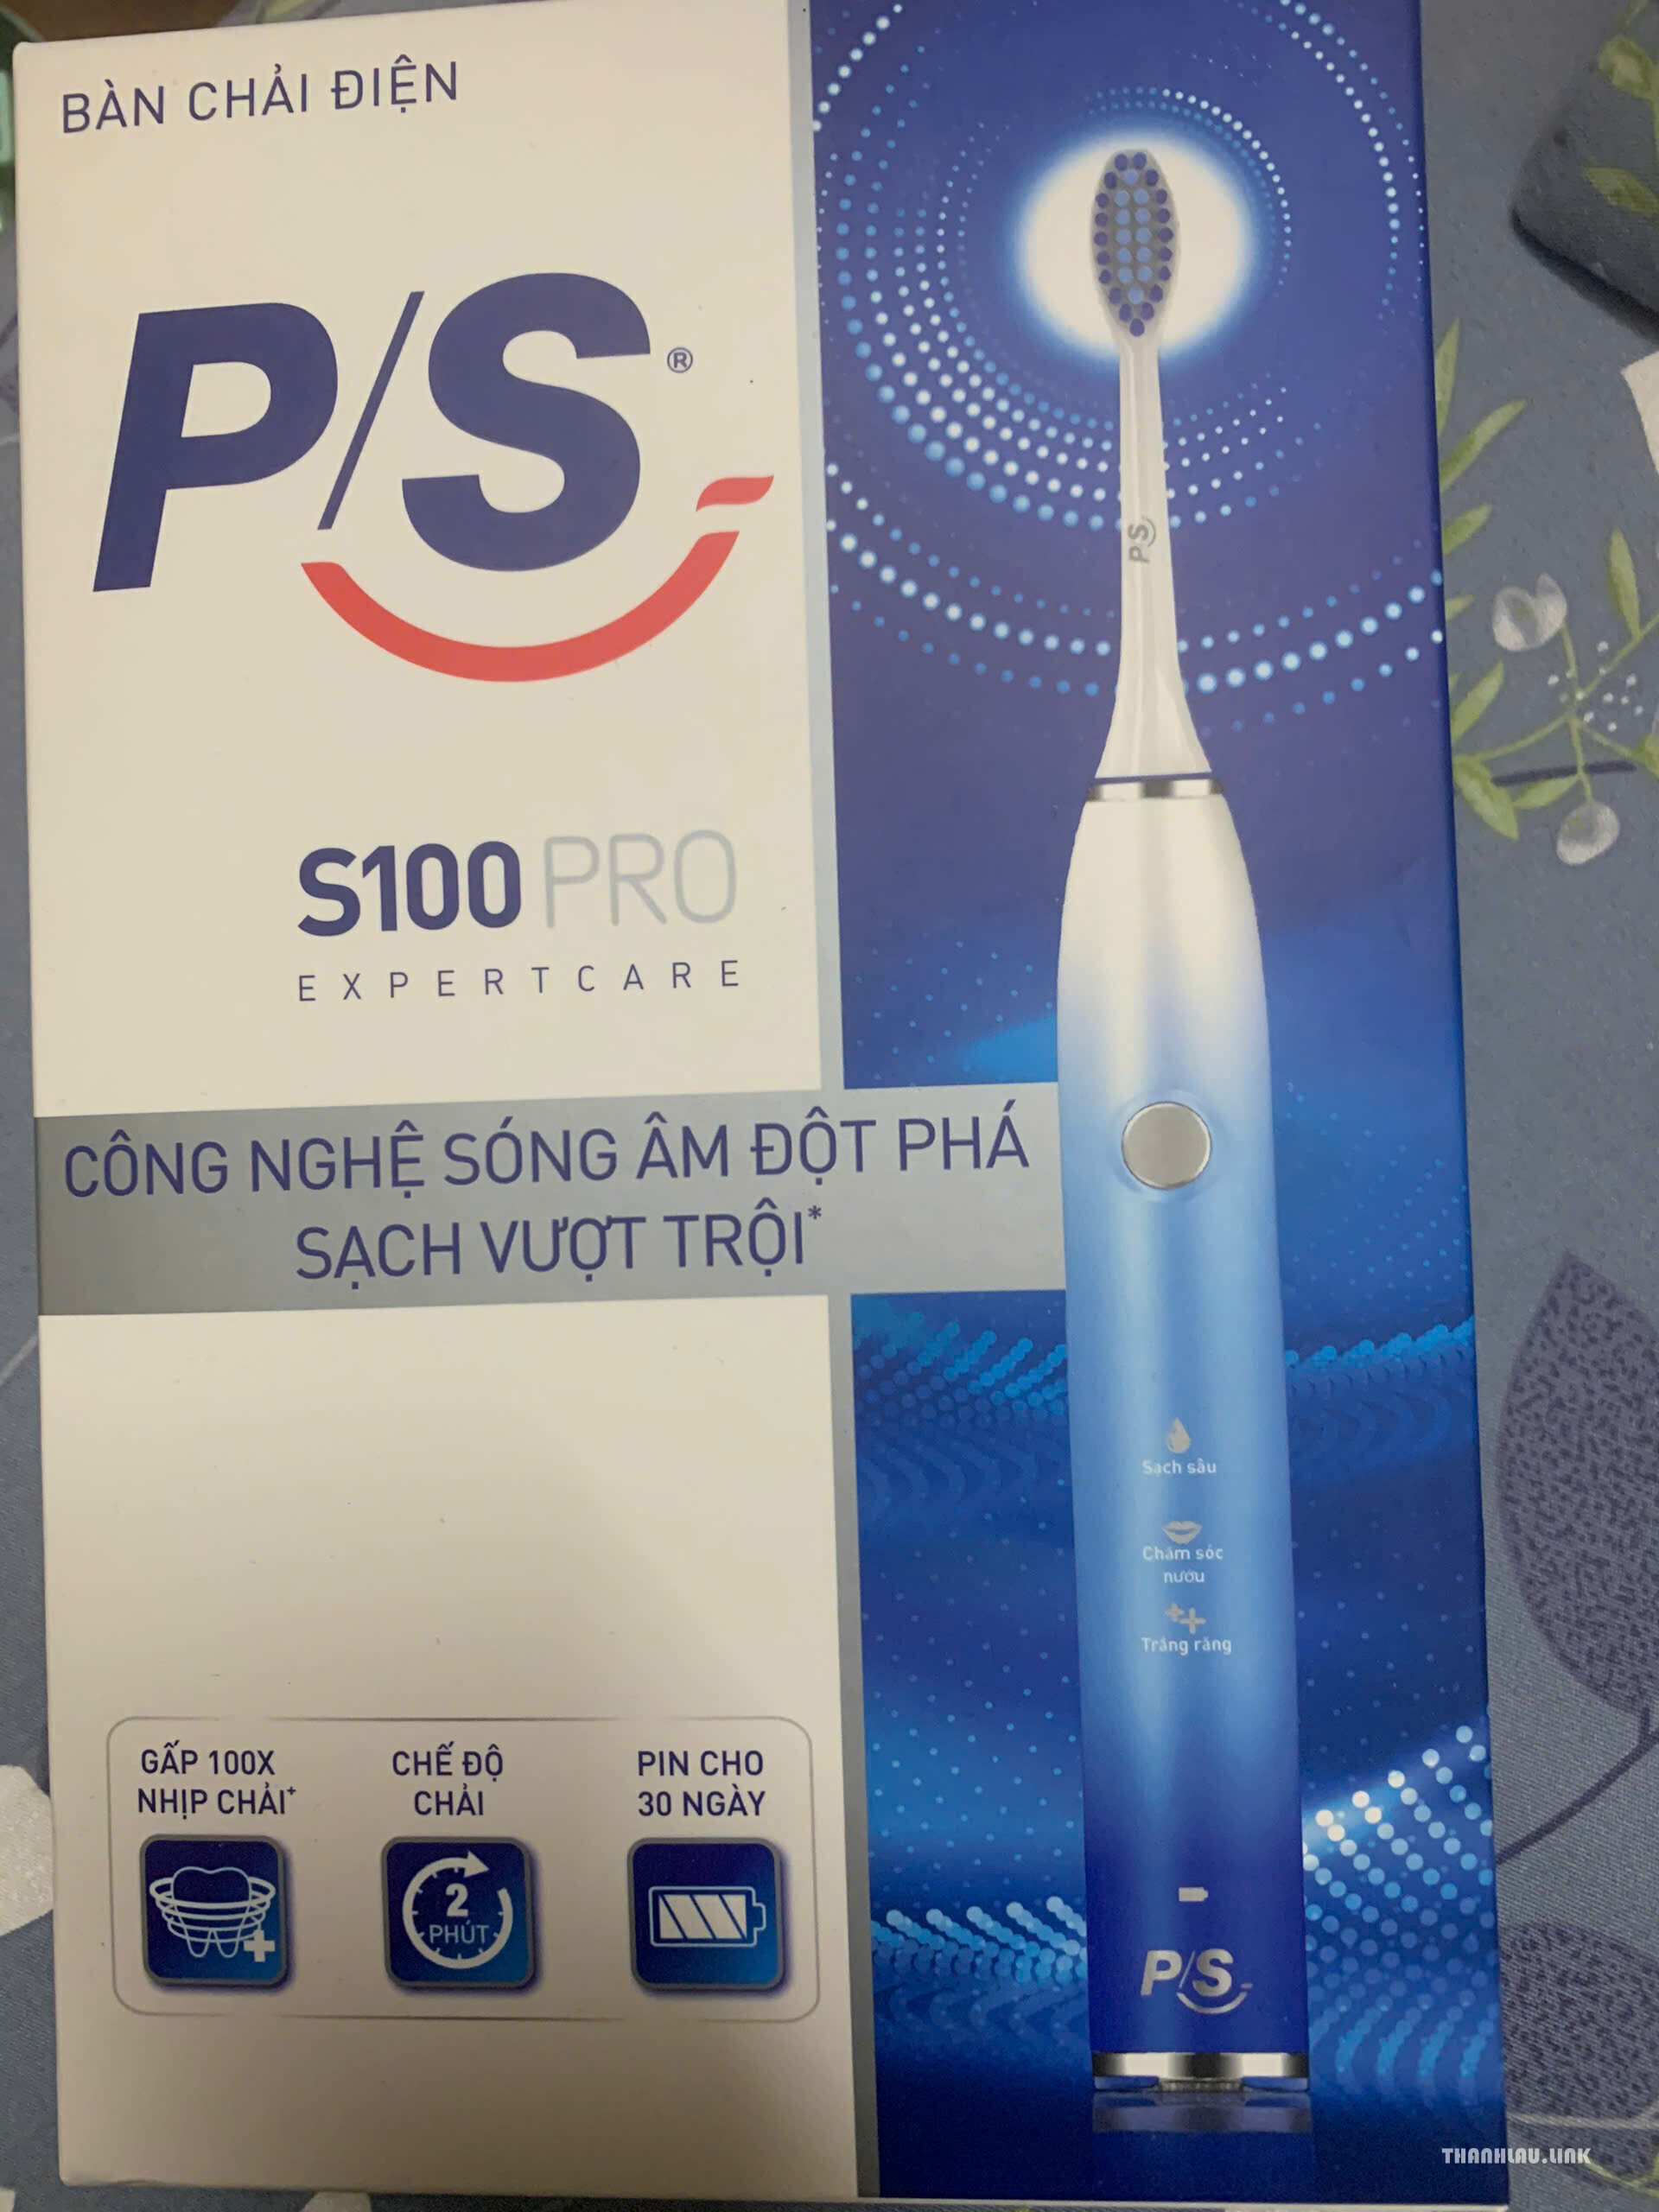 BÀN CHẢI ĐIỆN
P/S®
S100 PRO
EXPERTCARE
CÔNG NGHỆ SÓNG ÂM ĐỘT PHÁ
SẠCH VƯỢT TRỘI*
GẤP 100X
NHỊP CHẢI+
CHẾ ĐỘ
CHẢI
2
PHÚT
PIN CHO
30 NGÀY
P/S
Sạch sâu
Chăm sóc
nướu
Trắng răng
P/S
THANHLAU.LINK